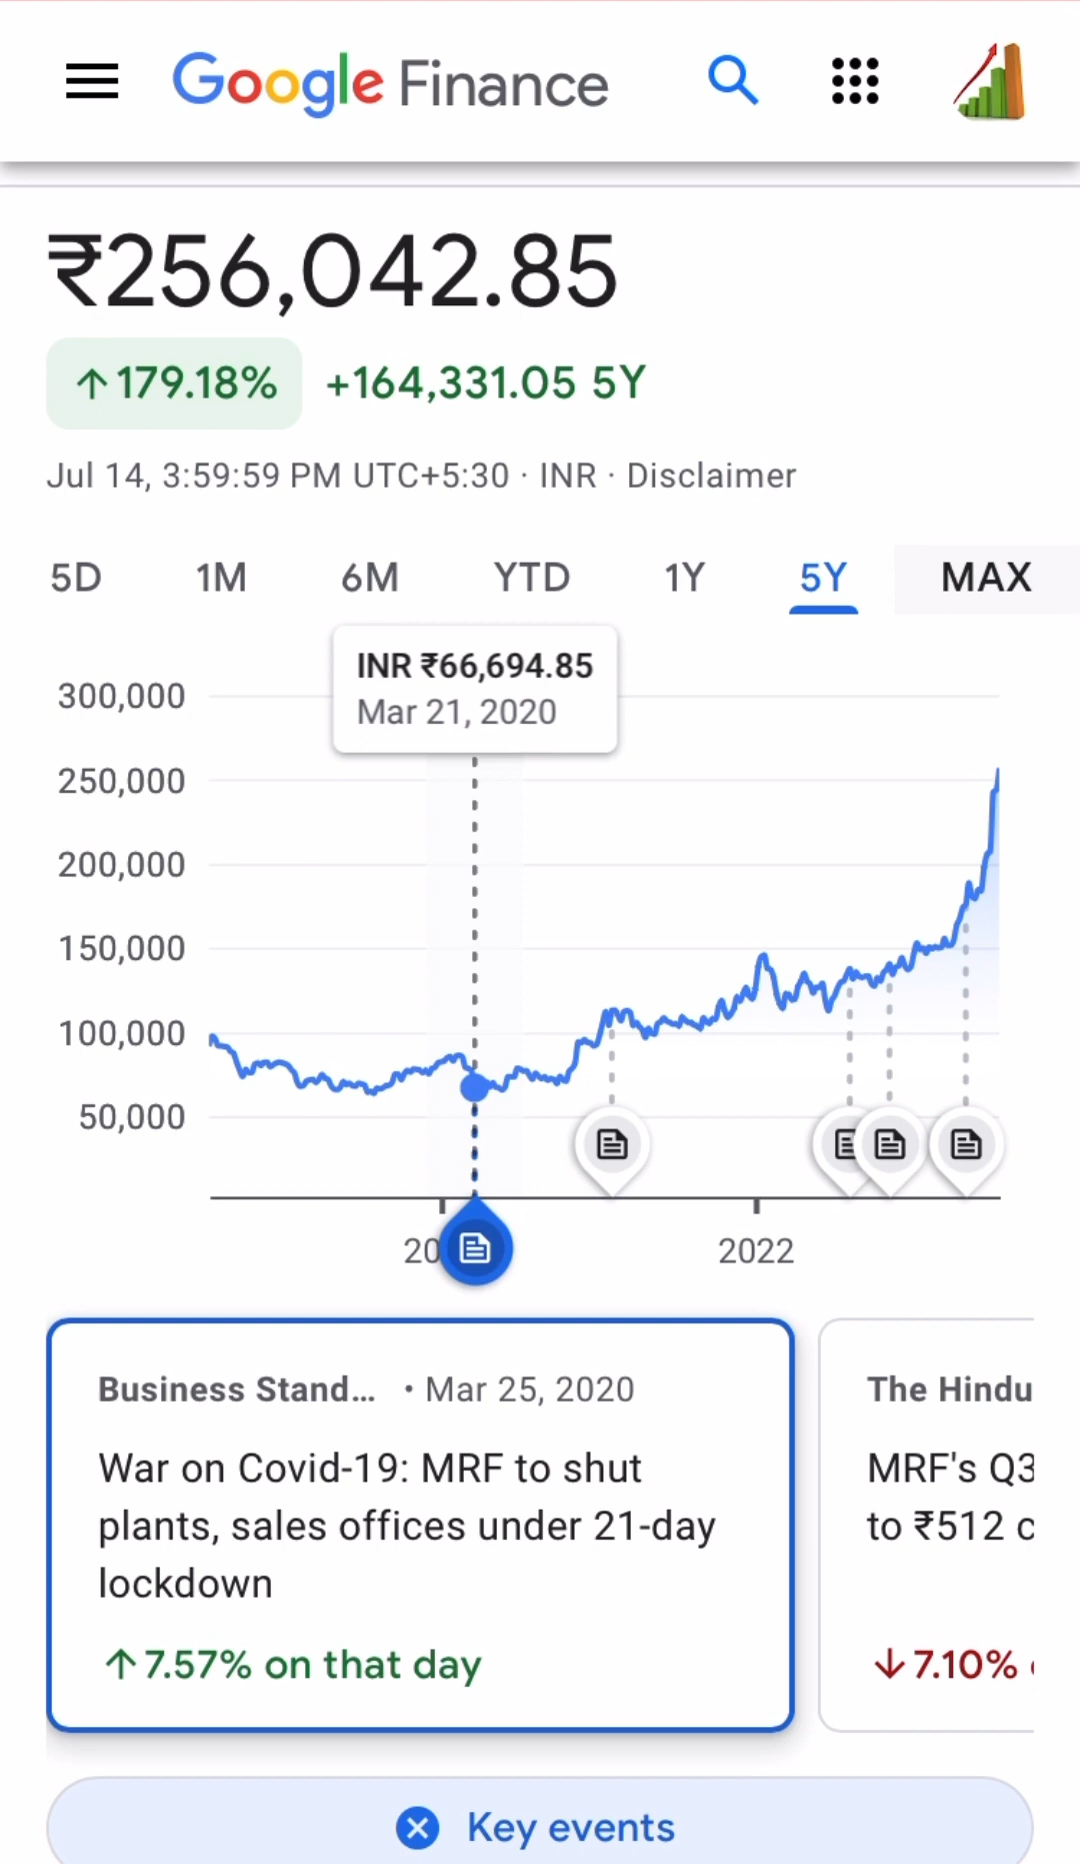 Google Finance
₹256,042.85
↑ 179.18% +164,331.05 5Y
Jul 14, 3:59:59 PM UTC+5:30 · INR · Disclaimer
5D 1M 6M YTD 1Y 5Y MAX
INR ₹66,694.85
Mar 21, 2020
300,000
250,000
200,000
150,000
100,000
50,000
20
2022
Business Stand... • Mar 25, 2020
War on Covid-19: MRF to shut
plants, sales offices under 21-day
lockdown
↑ 7.57% on that day
The Hindu
MRF's Q3
to ₹512 c
↓ 7.10%
Key events